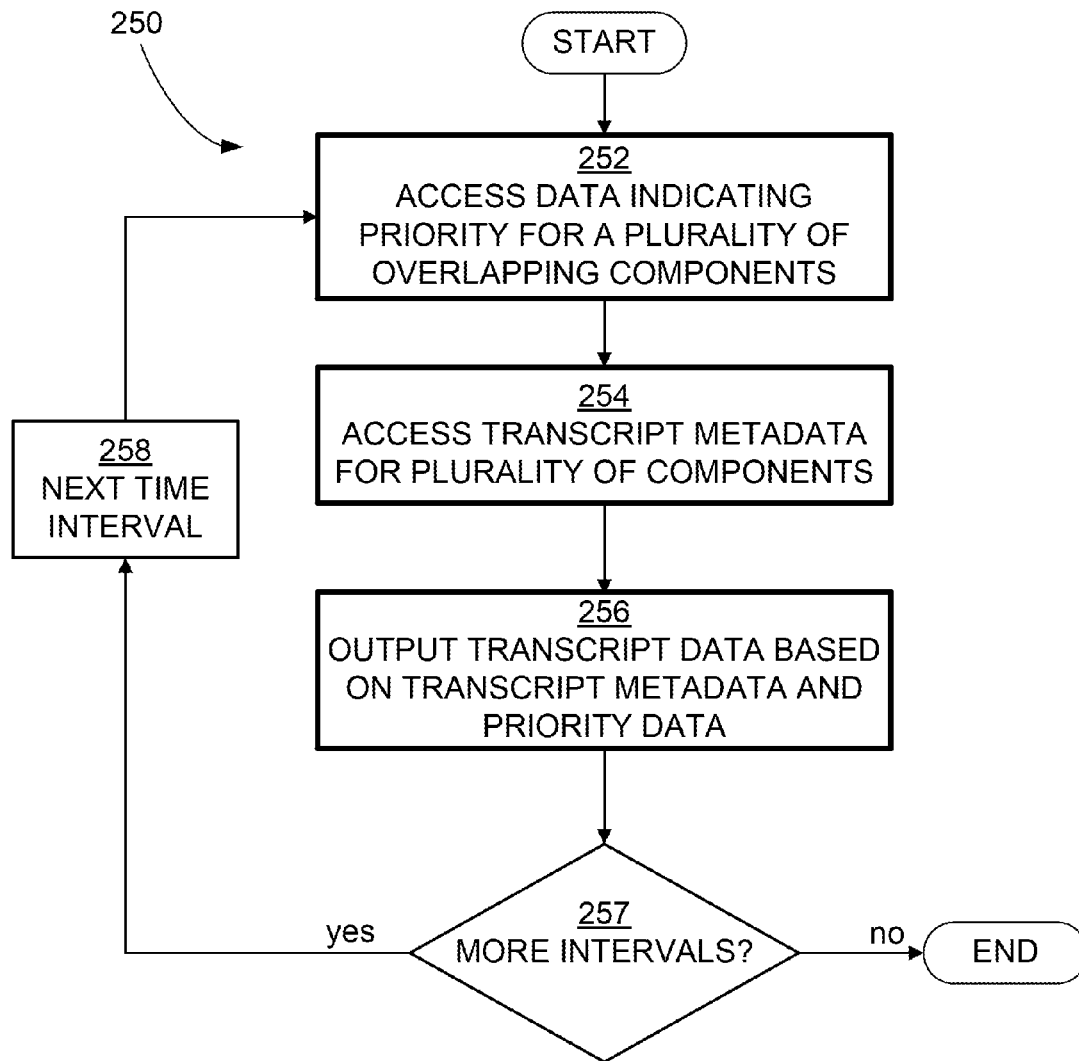 250
START
252
ACCESS DATA INDICATING
PRIORITY FOR A PLURALITY OF
OVERLAPPING COMPONENTS
254
ACCESS TRANSCRIPT METADATA
FOR PLURALITY OF COMPONENTS
258
NEXT TIME
INTERVAL
256
OUTPUT TRANSCRIPT DATA BASED
ON TRANSCRIPT METADATA AND
PRIORITY DATA
257
MORE INTERVALS?
yes
no
END